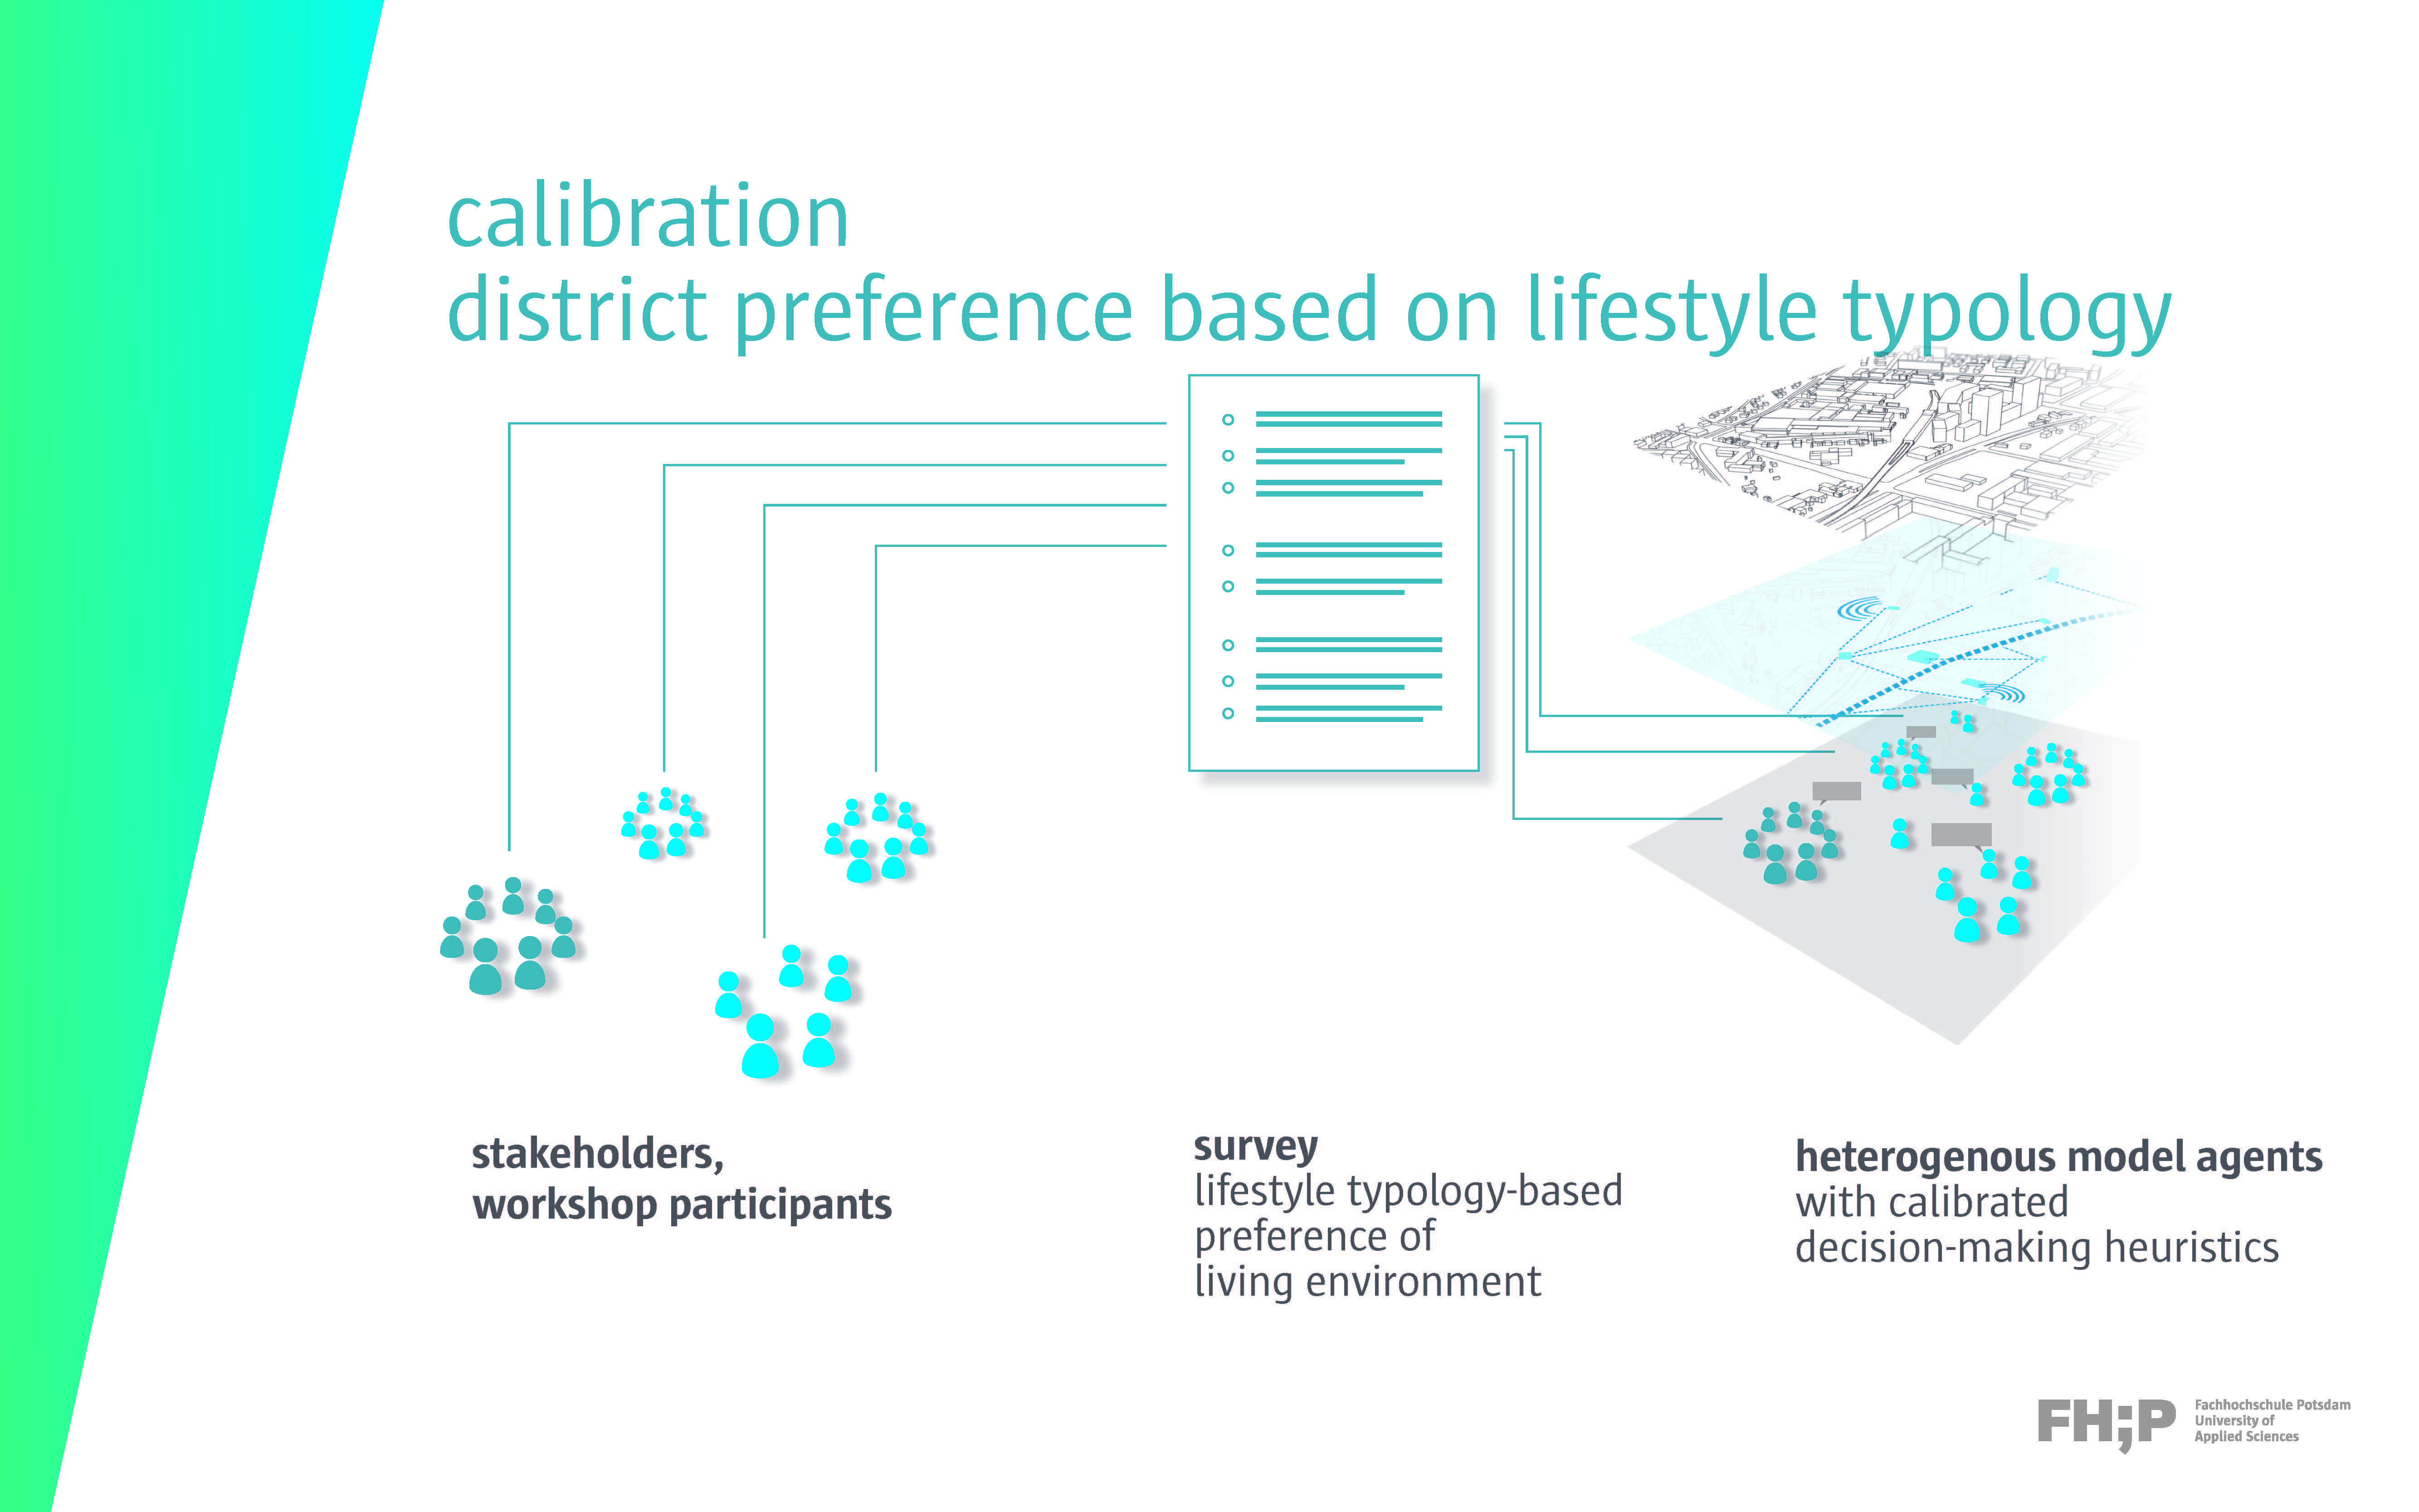 calibration
district preference based on lifestyle typology
stakeholders,
workshop participants
survey
lifestyle typology-based
preference of
living environment
heterogenous model agents
with calibrated
decision-making heuristics
FH;P
Fachhochschule Potsdam
University of
Applied Sciences